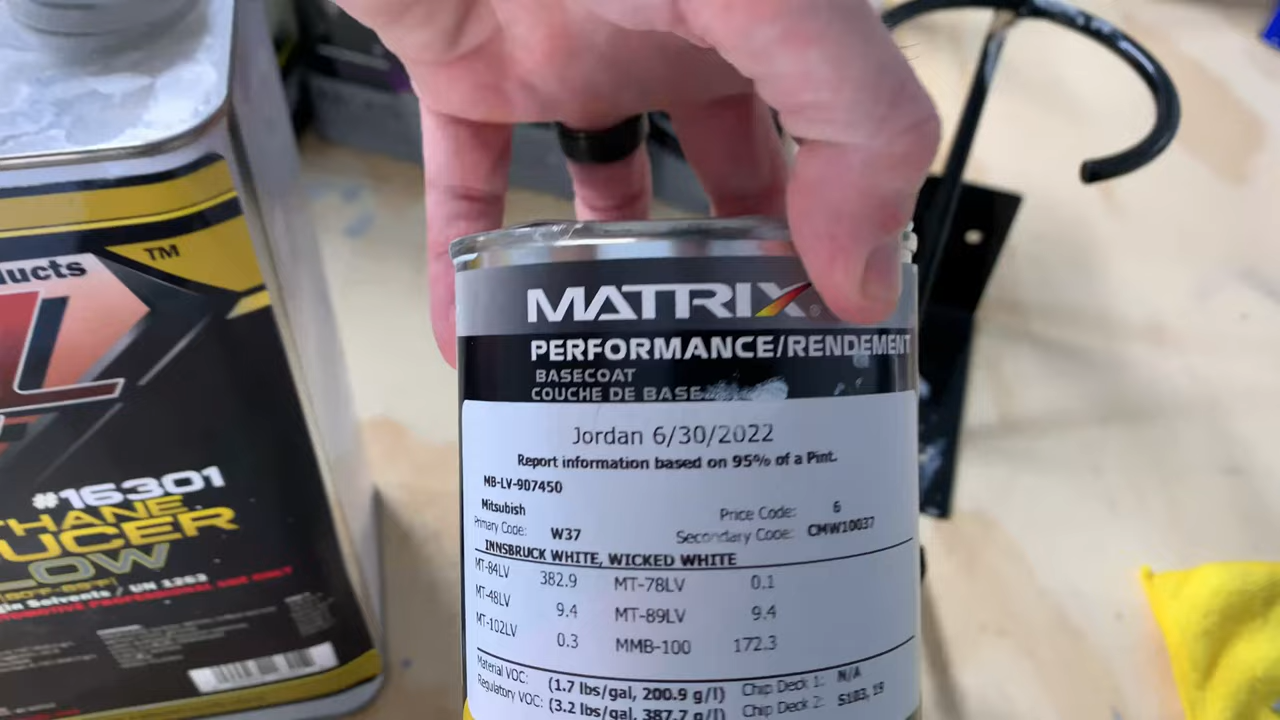 ducts
TM
#16301
THANE
UCER
OW
/ UN 1263
MATRIX®
PERFORMANCE/RENDEMENT
BASECOAT
COUCHE DE BASE
Jordan 6/30/2022
Report information based on 95% of a Pint.
MB-LV-907450
Mitsubish
Price Code: 6
Primary Code: W37 Secondary Code: CMW10037
INNSBRUCK WHITE, WICKED WHITE
MT-84LV 382.9 MT-78LV 0.1
MT-48LV 9.4 MT-89LV 9.4
MT-102LV 0.3 MMB-100 172.3
Material VOC: (1.7 lbs/gal, 200.9 g/l) Chip Deck 1: N/A
Regulatory VOC: (3.2 lbs/gal, 387.7 g/l) Chip Deck 2: S103, 19